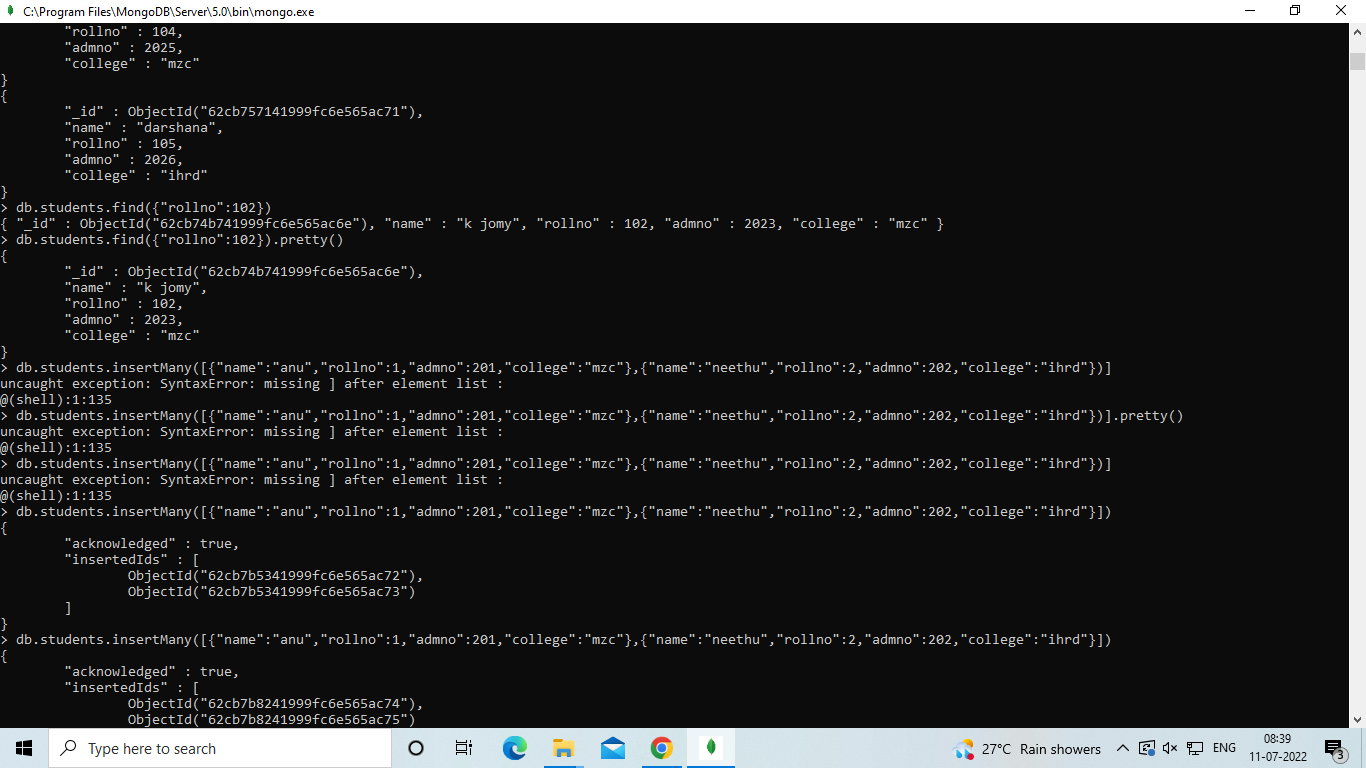 C:\Program Files\MongoDB\Server\5.0\bin\mongo.exe
"rollno" : 104,
"admno" : 2025,
"college" : "mzc"
}
{
"_id" : ObjectId("62cb757141999fc6e565ac71"),
"name" : "darshana",
"rollno" : 105,
"admno" : 2026,
"college" : "ihrd"
}
> db.students.find({"rollno":102})
{ "_id" : ObjectId("62cb74b741999fc6e565ac6e"), "name" : "k jomy", "rollno" : 102, "admno" : 2023, "college" : "mzc" }
> db.students.find({"rollno":102}).pretty()
{
"_id" : ObjectId("62cb74b741999fc6e565ac6e"),
"name" : "k jomy",
"rollno" : 102,
"admno" : 2023,
"college" : "mzc"
}
> db.students.insertMany([{"name":"anu","rollno":1,"admno":201,"college":"mzc"},{"name":"neethu","rollno":2,"admno":202,"college":"ihrd"})]
uncaught exception: SyntaxError: missing ] after element list :
@(shell):1:135
> db.students.insertMany([{"name":"anu","rollno":1,"admno":201,"college":"mzc"},{"name":"neethu","rollno":2,"admno":202,"college":"ihrd"})].pretty()
uncaught exception: SyntaxError: missing ] after element list :
@(shell):1:135
> db.students.insertMany([{"name":"anu","rollno":1,"admno":201,"college":"mzc"},{"name":"neethu","rollno":2,"admno":202,"college":"ihrd"})]
uncaught exception: SyntaxError: missing ] after element list :
@(shell):1:135
> db.students.insertMany([{"name":"anu","rollno":1,"admno":201,"college":"mzc"},{"name":"neethu","rollno":2,"admno":202,"college":"ihrd"}])
{
"acknowledged" : true,
"insertedIds" : [
ObjectId("62cb7b5341999fc6e565ac72"),
ObjectId("62cb7b5341999fc6e565ac73")
]
}
> db.students.insertMany([{"name":"anu","rollno":1,"admno":201,"college":"mzc"},{"name":"neethu","rollno":2,"admno":202,"college":"ihrd"}])
{
"acknowledged" : true,
"insertedIds" : [
ObjectId("62cb7b8241999fc6e565ac74"),
ObjectId("62cb7b8241999fc6e565ac75")
Type here to search
27°C Rain showers
ENG
08:39
11-07-2022
3